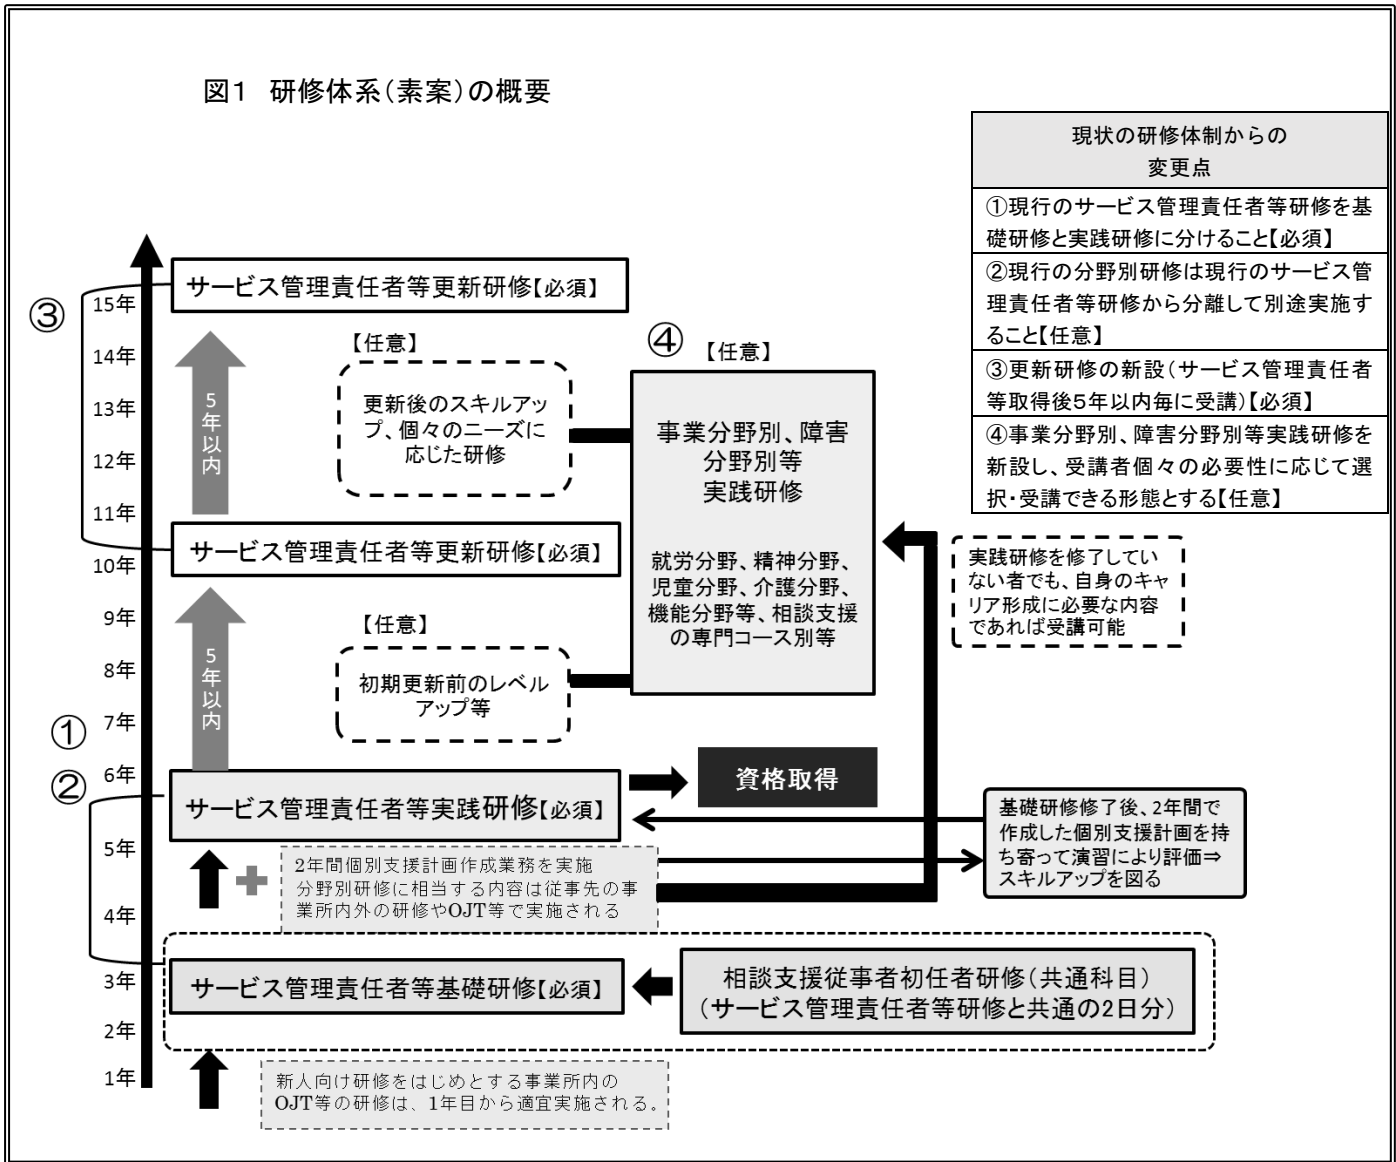 図1 研修体系(素案)の概要
現状の研修体制からの
変更点
①現行のサービス管理責任者等研修を基
礎研修と実践研修に分けること【必須】
②現行の分野別研修は現行のサービス管
理責任者等研修から分離して別途実施す
ること【任意】
③更新研修の新設(サービス管理責任者
等取得後5年以内毎に受講)【必須】
④事業分野別、障害分野別等実践研修を
新設し、受講者個々の必要性に応じて選
択・受講できる形態とする【任意】
サービス管理責任者等更新研修【必須】
③
15年
14年
13年
12年
11年
10年
9年
8年
7年
6年
5年
4年
3年
2年
1年
5年以内
【任意】
更新後のスキルアッ
プ、個々のニーズに
応じた研修
④
【任意】
事業分野別、障害
分野別等
実践研修
就労分野、精神分野、
児童分野、介護分野、
機能分野等、相談支援
の専門コース別等
サービス管理責任者等更新研修【必須】
実践研修を修了してい
ない者でも、自身のキャ
リア形成に必要な内容
であれば受講可能
5年以内
【任意】
初期更新前のレベル
アップ等
①
②
サービス管理責任者等実践研修【必須】
資格取得
基礎研修修了後、2年間で
作成した個別支援計画を持
ち寄って演習により評価⇒
スキルアップを図る
2年間個別支援計画作成業務を実施
分野別研修に相当する内容は従事先の事
業所内外の研修やOJT等で実施される
サービス管理責任者等基礎研修【必須】
相談支援従事者初任者研修(共通科目)
(サービス管理責任者等研修と共通の2日分)
新人向け研修をはじめとする事業所内の
OJT等の研修は、1年目から適宜実施される。